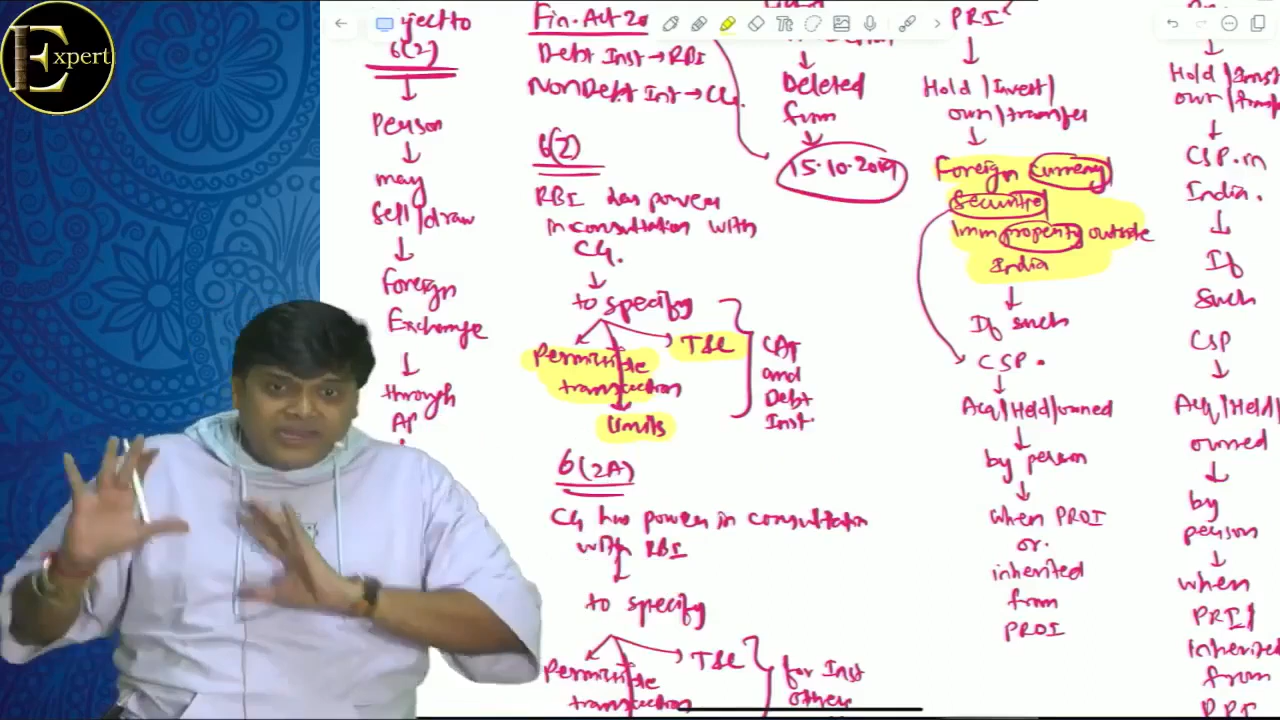 Expert
ject to
6(2)
Person
may
Sell/draw
Foreign
Exchange
through
AP
Fin. Act 20
Debt Inst → RBI
NonDebt Int → CG.
6(2)
RBI has power
in consultation with
CG.
to specify
Permissible
transaction
T&C
Limits
CAT
and
Debt
Inst.
6(2A)
CG has power in consultation
with RBI
to specify
Permissible
transaction
T&C
for Inst
others
Deleted
from
15.10.2019
PRI
Hold/Invest/
own/transfer
Foreign currency
Securities
Imm property outside
India
If such
CSP.
Acq/Held/owned
by person
when PROI
or.
inherited
from
PROI
Hold/Invest
own/transf
CSP in
India.
If
Such
CSP
Acq/Held/
owned
by
person
when
PRI/
inherited
from
PRI